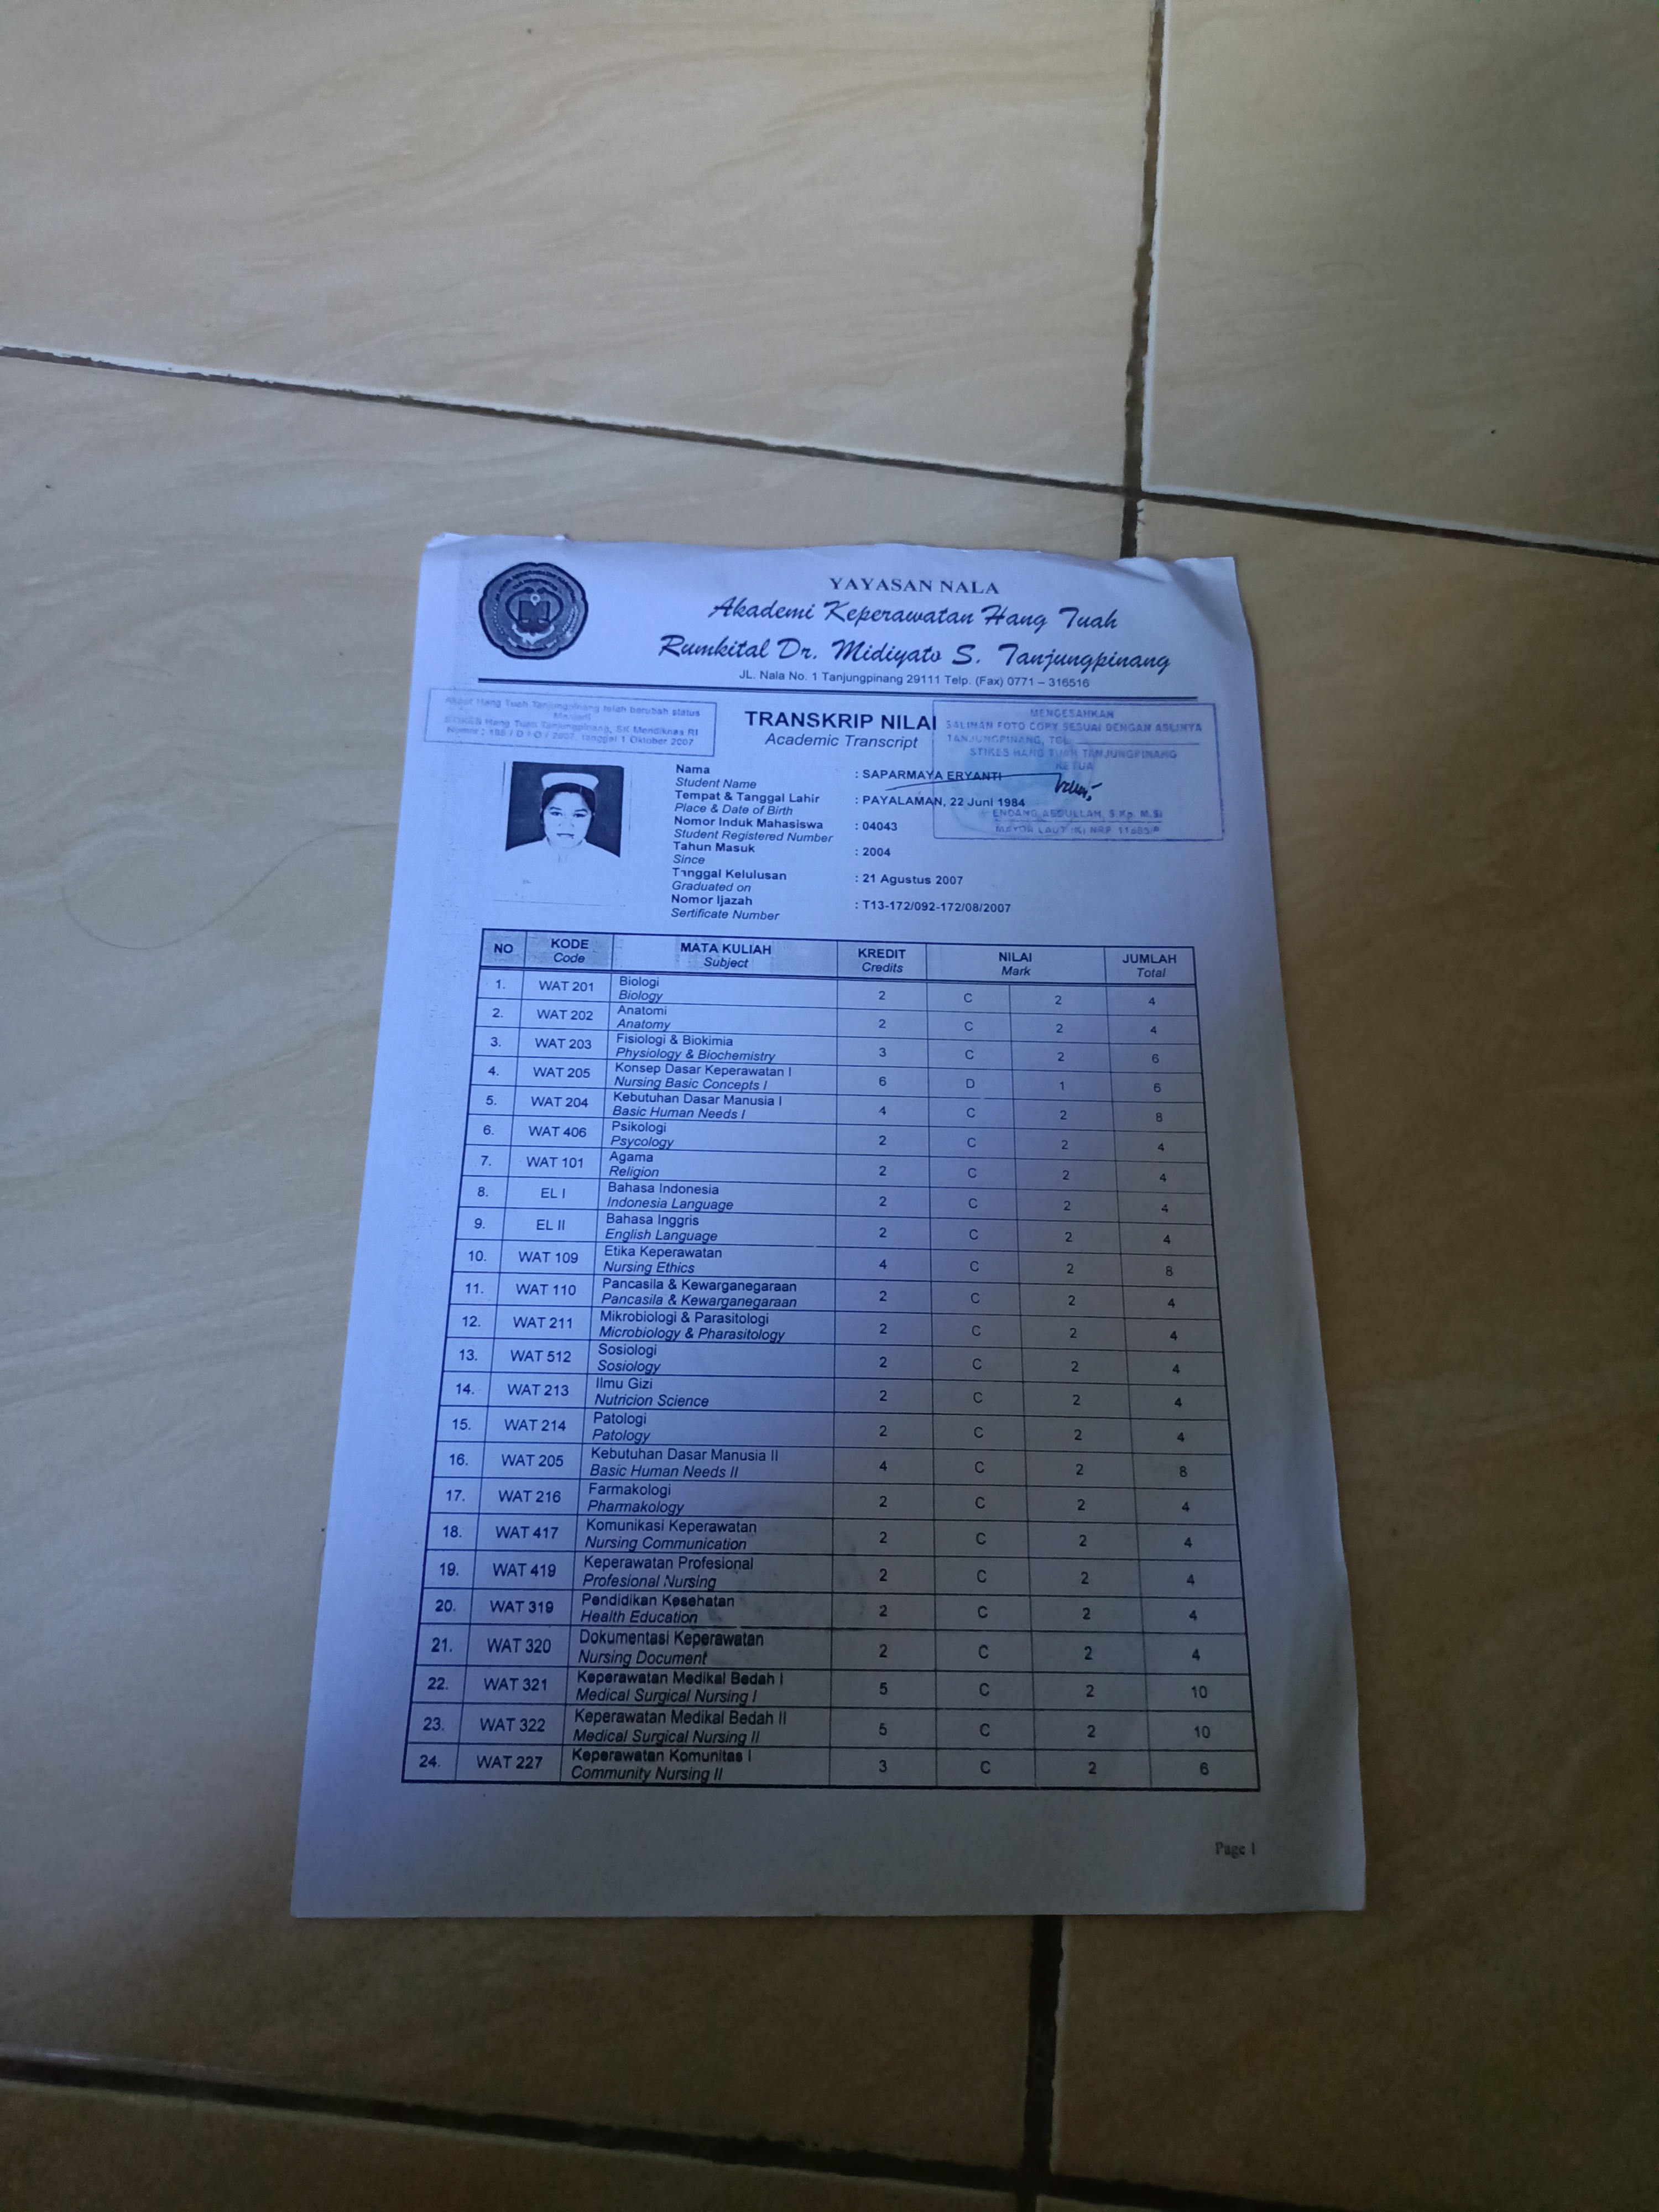 YAYASAN NALA
Akademi Keperawatan Hang Tuah
Rumkital Dr. Midiyato S. Tanjungpinang
JL. Nala No. 1 Tanjungpinang 29111 Telp. (Fax) 0771 – 316516
Hang Tuah Tanjungpinang telah berubah status
Menjadi
STIKES Hang Tuah Tanjungpinang, SK Mendiknas RI
Nomor : 195 / D / O / 2007, Tanggal 1 Oktober 2007
TRANSKRIP NILAI
Academic Transcript
MENGESAHKAN
SALINAN FOTO COPY SESUAI DENGAN ASLINYA
TANJUNGPINANG, TGL
STIKES HANG TUAH TANJUNGPINANG
KETUA
ENDANG ABDULLAH, S.Kp, M.Si
MAYOR LAUT (K) NRP
Nama : SAPARMAYA ERYANTI
Student Name
Tempat & Tanggal Lahir : PAYALAMAN, 22 Juni 1984
Place & Date of Birth
Nomor Induk Mahasiswa : 04043
Student Registered Number
Tahun Masuk : 2004
Since
Tanggal Kelulusan : 21 Agustus 2007
Graduated on
Nomor Ijazah : T13-172/092-172/08/2007
Sertificate Number
NO KODE MATA KULIAH KREDIT NILAI JUMLAH
Code Subject Credits Mark Total
1. WAT 201 Biologi 2 C 2 4
Biology
2. WAT 202 Anatomi 2 C 2 4
Anatomy
3. WAT 203 Fisiologi & Biokimia 3 C 2 6
Physiology & Biochemistry
4. WAT 205 Konsep Dasar Keperawatan I 6 D 1 6
Nursing Basic Concepts I
5. WAT 204 Kebutuhan Dasar Manusia I 4 C 2 8
Basic Human Needs I
6. WAT 406 Psikologi 2 C 2 4
Psycology
7. WAT 101 Agama 2 C 2 4
Religion
8. EL I Bahasa Indonesia 2 C 2 4
Indonesia Language
9. EL II Bahasa Inggris 2 C 2 4
English Language
10. WAT 109 Etika Keperawatan 4 C 2 8
Nursing Ethics
11. WAT 110 Pancasila & Kewarganegaraan 2 C 2 4
Pancasila & Kewarganegaraan
12. WAT 211 Mikrobiologi & Parasitologi 2 C 2 4
Microbiology & Pharasitology
13. WAT 512 Sosiologi 2 C 2 4
Sosiology
14. WAT 213 Ilmu Gizi 2 C 2 4
Nutricion Science
15. WAT 214 Patologi 2 C 2 4
Patology
16. WAT 205 Kebutuhan Dasar Manusia II 4 C 2 8
Basic Human Needs II
17. WAT 216 Farmakologi 2 C 2 4
Pharmakology
18. WAT 417 Komunikasi Keperawatan 2 C 2 4
Nursing Communication
19. WAT 419 Keperawatan Profesional 2 C 2 4
Profesional Nursing
20. WAT 319 Pendidikan Kesehatan 2 C 2 4
Health Education
21. WAT 320 Dokumentasi Keperawatan 2 C 2 4
Nursing Document
22. WAT 321 Keperawatan Medikal Bedah I 5 C 2 10
Medical Surgical Nursing I
23. WAT 322 Keperawatan Medikal Bedah II 5 C 2 10
Medical Surgical Nursing II
24. WAT 227 Keperawatan Komunitas I 3 C 2 6
Community Nursing II
Page 1